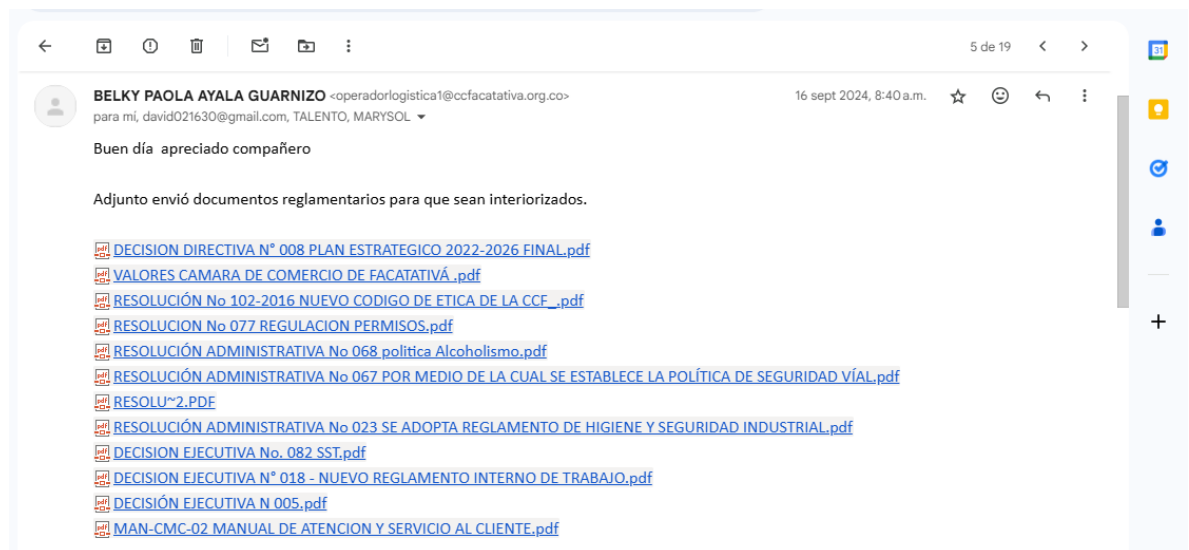 5 de 19
31
BELKY PAOLA AYALA GUARNIZO <operadorlogistica1@ccfacatativa.org.co>
16 sept 2024, 8:40 a.m.
para mí, david021630@gmail.com, TALENTO, MARYSOL
Buen día  apreciado compañero
Adjunto envió documentos reglamentarios para que sean interiorizados.
DECISION DIRECTIVA N° 008 PLAN ESTRATEGICO 2022-2026 FINAL.pdf
VALORES CAMARA DE COMERCIO DE FACATATIVÁ .pdf
RESOLUCIÓN No 102-2016 NUEVO CODIGO DE ETICA DE LA CCF_.pdf
RESOLUCION No 077 REGULACION PERMISOS.pdf
RESOLUCIÓN ADMINISTRATIVA No 068 politica Alcoholismo.pdf
RESOLUCIÓN ADMINISTRATIVA No 067 POR MEDIO DE LA CUAL SE ESTABLECE LA POLÍTICA DE SEGURIDAD VÍAL.pdf
RESOLU~2.PDF
RESOLUCIÓN ADMINISTRATIVA No 023 SE ADOPTA REGLAMENTO DE HIGIENE Y SEGURIDAD INDUSTRIAL.pdf
DECISION EJECUTIVA No. 082 SST.pdf
DECISION EJECUTIVA N° 018 - NUEVO REGLAMENTO INTERNO DE TRABAJO.pdf
DECISIÓN EJECUTIVA N 005.pdf
MAN-CMC-02 MANUAL DE ATENCION Y SERVICIO AL CLIENTE.pdf